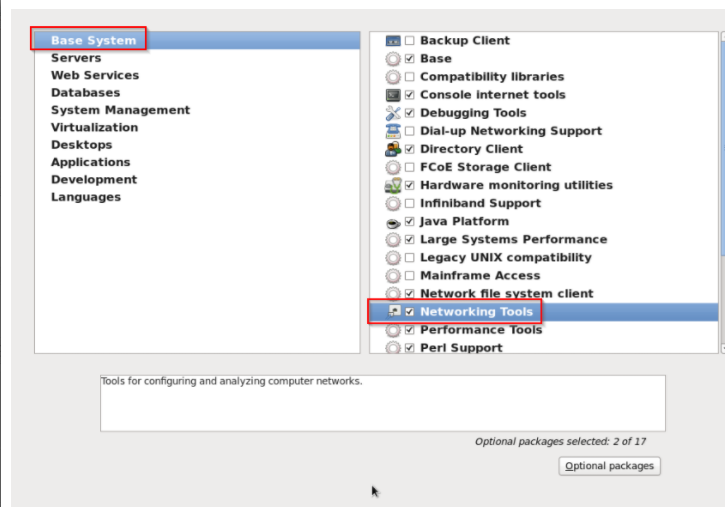 Base System
Servers
Web Services
Databases
System Management
Virtualization
Desktops
Applications
Development
Languages
Backup Client
Base
Compatibility libraries
Console internet tools
Debugging Tools
Dial-up Networking Support
Directory Client
FCoE Storage Client
Hardware monitoring utilities
Infiniband Support
Java Platform
Large Systems Performance
Legacy UNIX compatibility
Mainframe Access
Network file system client
Networking Tools
Performance Tools
Perl Support
Tools for configuring and analyzing computer networks.
Optional packages selected: 2 of 17
Optional packages